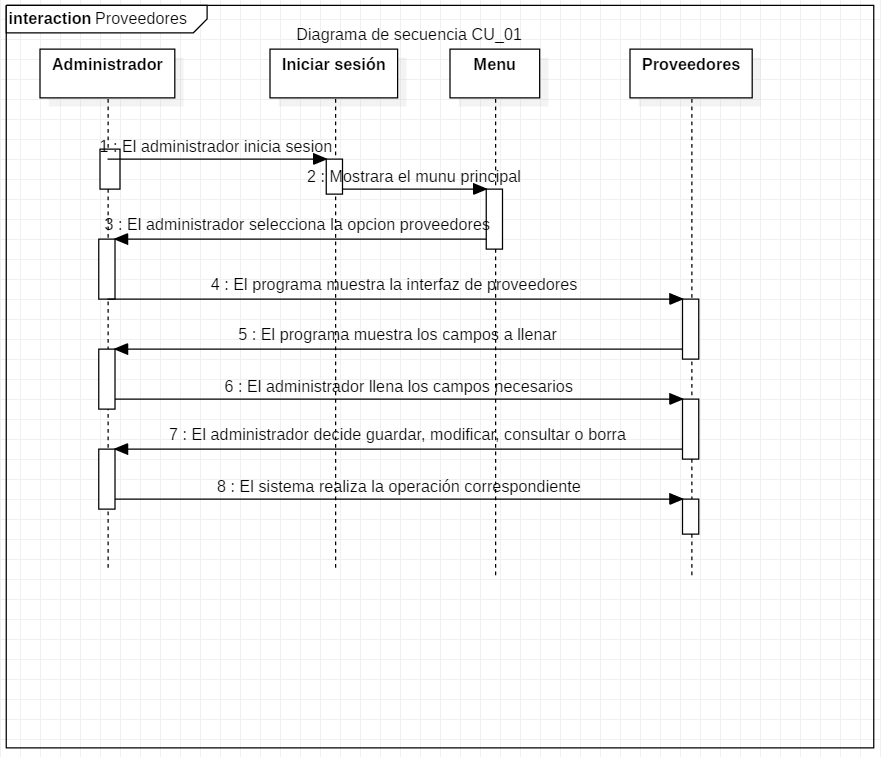 interaction Proveedores
Diagrama de secuencia CU_01
Administrador
Iniciar sesión
Menu
Proveedores
1 : El administrador inicia sesion
2 : Mostrara el munu principal
3 : El administrador selecciona la opcion proveedores
4 : El programa muestra la interfaz de proveedores
5 : El programa muestra los campos a llenar
6 : El administrador llena los campos necesarios
7 : El administrador decide guardar, modificar, consultar o borra
8 : El sistema realiza la operación correspondiente